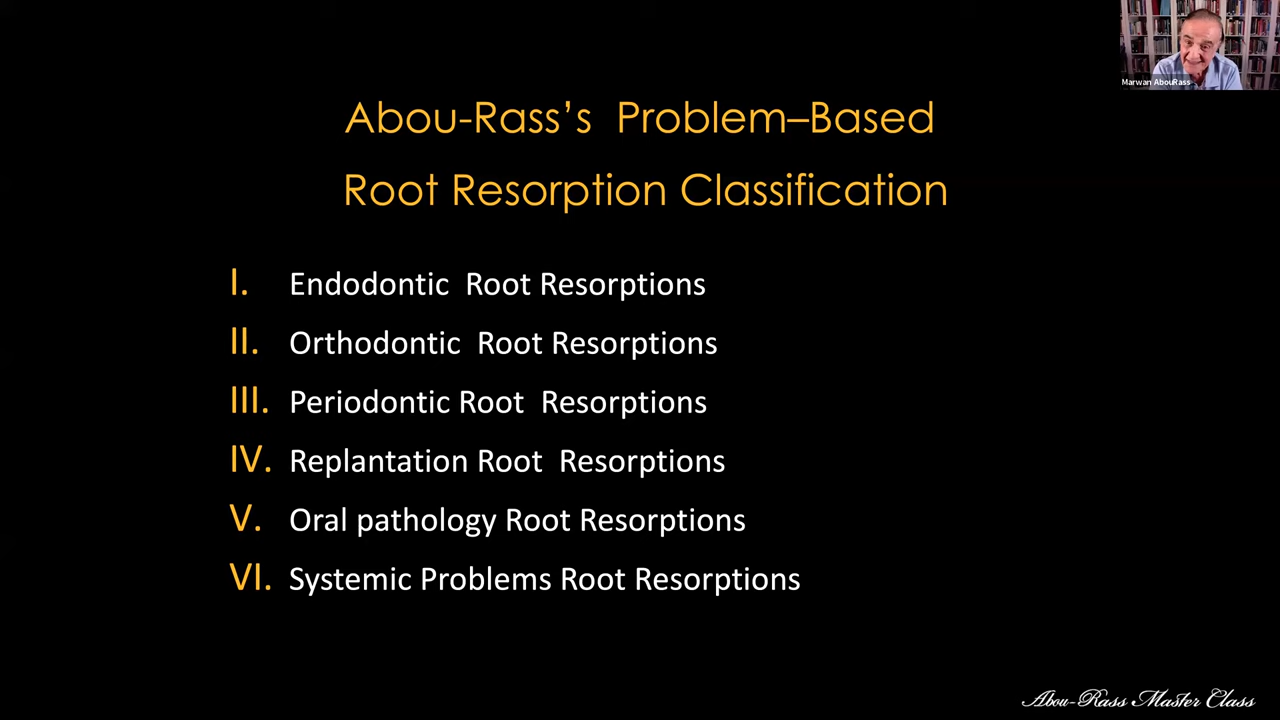 Marwan AbouRass
Abou-Rass’s Problem–Based
Root Resorption Classification
I. Endodontic Root Resorptions
II. Orthodontic Root Resorptions
III. Periodontic Root Resorptions
IV. Replantation Root Resorptions
V. Oral pathology Root Resorptions
VI. Systemic Problems Root Resorptions
Abou-Rass Master Class